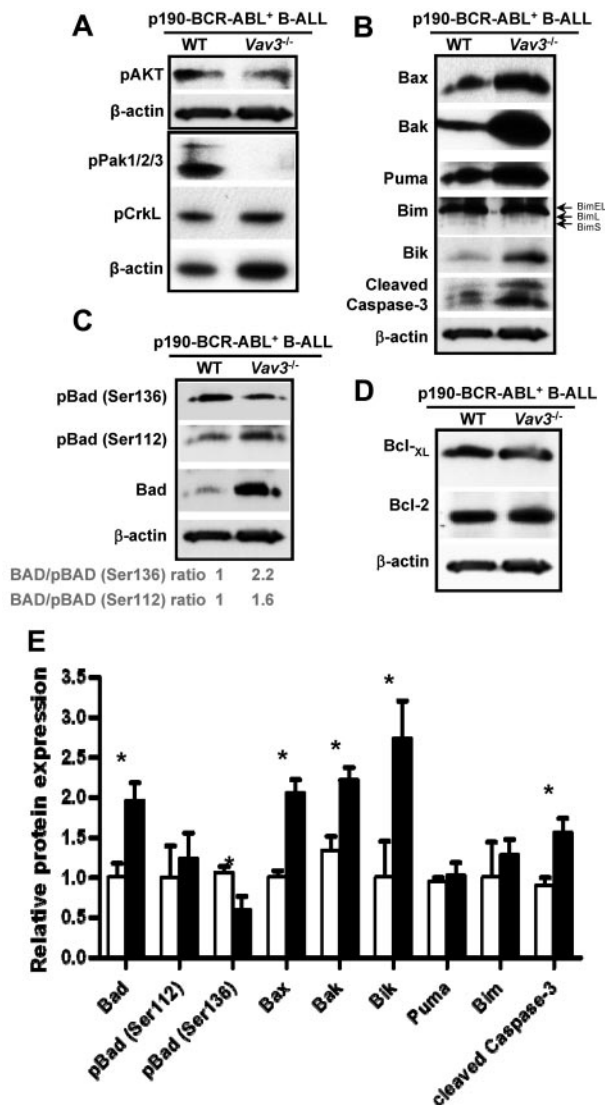 A
p190-BCR-ABL+ B-ALL
WT Vav3-/-
pAKT
β-actin
pPak1/2/3
pCrkL
β-actin
B
p190-BCR-ABL+ B-ALL
WT Vav3-/-
Bax
Bak
Puma
Bim
BimEL
BimL
BimS
Bik
Cleaved
Caspase-3
β-actin
C
p190-BCR-ABL+ B-ALL
WT Vav3-/-
pBad (Ser136)
pBad (Ser112)
Bad
β-actin
BAD/pBAD (Ser136) ratio 1 2.2
BAD/pBAD (Ser112) ratio 1 1.6
D
p190-BCR-ABL+ B-ALL
WT Vav3-/-
Bcl-XL
Bcl-2
β-actin
E
Relative protein expression
3.5
3.0
2.5
2.0
1.5
1.0
0.5
0.0
*
*
*
*
*
*
Bad
pBad (Ser112)
pBad (Ser136)
Bax
Bak
Bik
Puma
Bim
cleaved Caspase-3